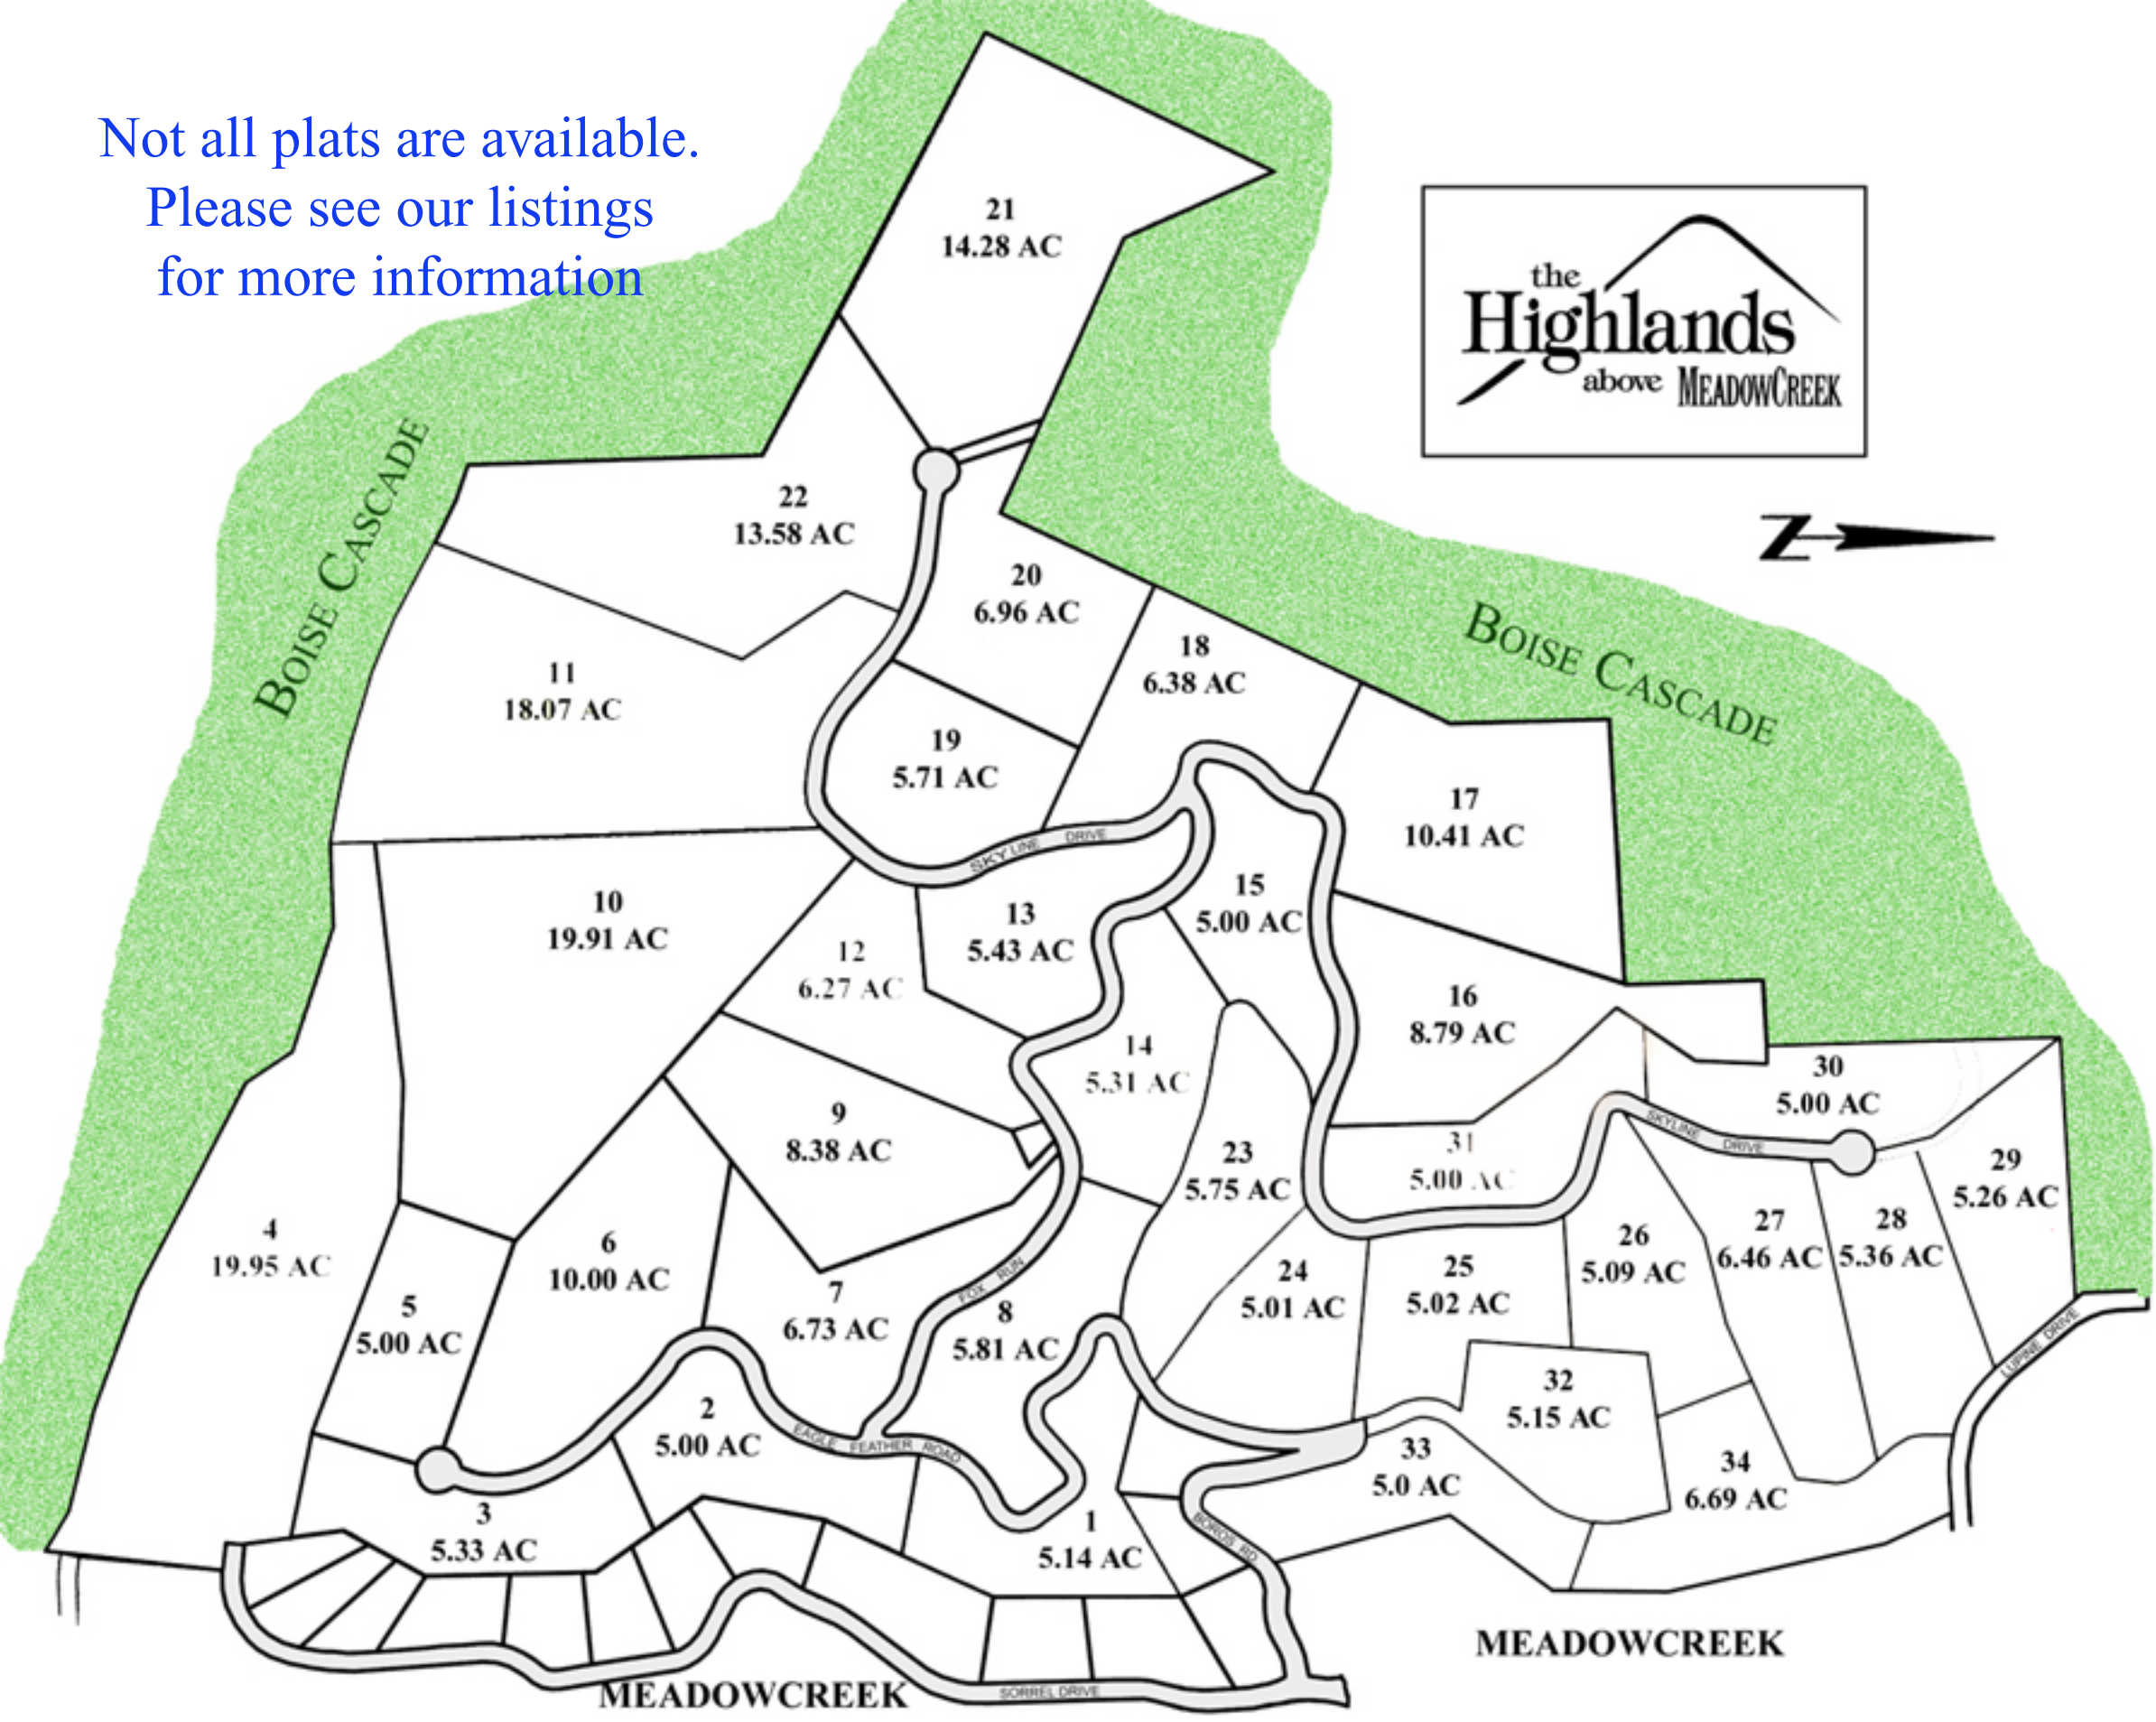 Not all plats are available.
Please see our listings
for more information
the
Highlands
above MEADOWCREEK
Z
BOISE CASCADE
BOISE CASCADE
21
14.28 AC
22
13.58 AC
20
6.96 AC
18
6.38 AC
11
18.07 AC
19
5.71 AC
17
10.41 AC
SKYLINE DRIVE
10
19.91 AC
12
6.27 AC
13
5.43 AC
15
5.00 AC
16
8.79 AC
14
5.31 AC
30
5.00 AC
9
8.38 AC
23
5.75 AC
31
5.00 AC
SKYLINE DRIVE
29
5.26 AC
4
19.95 AC
6
10.00 AC
26
5.09 AC
27
6.46 AC
28
5.36 AC
5
5.00 AC
7
6.73 AC
FOX RUN
8
5.81 AC
24
5.01 AC
25
5.02 AC
LUPINE DRIVE
2
5.00 AC
EAGLE FEATHER ROAD
32
5.15 AC
33
5.0 AC
34
6.69 AC
3
5.33 AC
1
5.14 AC
BOROS RD
MEADOWCREEK
MEADOWCREEK
SORREL DRIVE